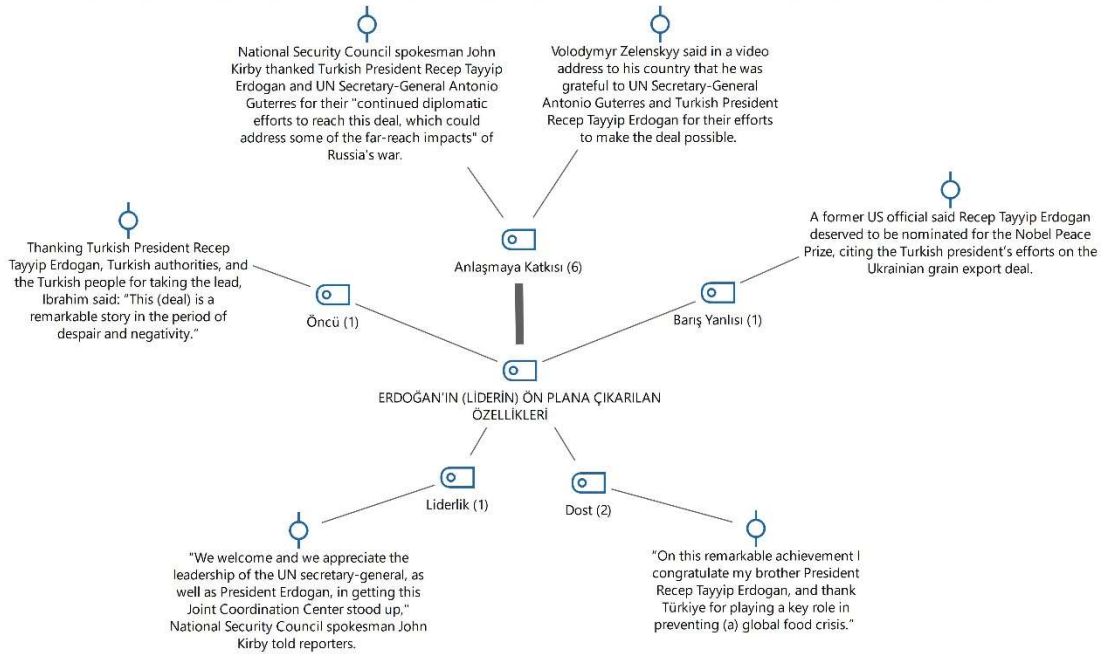 National Security Council spokesman John
Kirby thanked Turkish President Recep Tayyip
Erdogan and UN Secretary-General Antonio
Guterres for their "continued diplomatic
efforts to reach this deal, which could
address some of the far-reach impacts" of
Russia's war.
Volodymyr Zelenskyy said in a video
address to his country that he was
grateful to UN Secretary-General
Antonio Guterres and Turkish President
Recep Tayyip Erdogan for their efforts
to make the deal possible.
A former US official said Recep Tayyip Erdogan
deserved to be nominated for the Nobel Peace
Prize, citing the Turkish president's efforts on the
Ukrainian grain export deal.
Thanking Turkish President Recep
Tayyip Erdogan, Turkish authorities, and
the Turkish people for taking the lead,
Ibrahim said: "This (deal) is a
remarkable story in the period of
despair and negativity."
Anlaşmaya Katkısı (6)
Öncü (1)
Barış Yanlısı (1)
ERDOĞAN'IN (LİDERİN) ÖN PLANA ÇIKARILAN
ÖZELLİKLERİ
Liderlik (1)
Dost (2)
"We welcome and we appreciate the
leadership of the UN secretary-general, as
well as President Erdogan, in getting this
Joint Coordination Center stood up,"
National Security Council spokesman John
Kirby told reporters.
"On this remarkable achievement I
congratulate my brother President
Recep Tayyip Erdogan, and thank
Türkiye for playing a key role in
preventing (a) global food crisis."